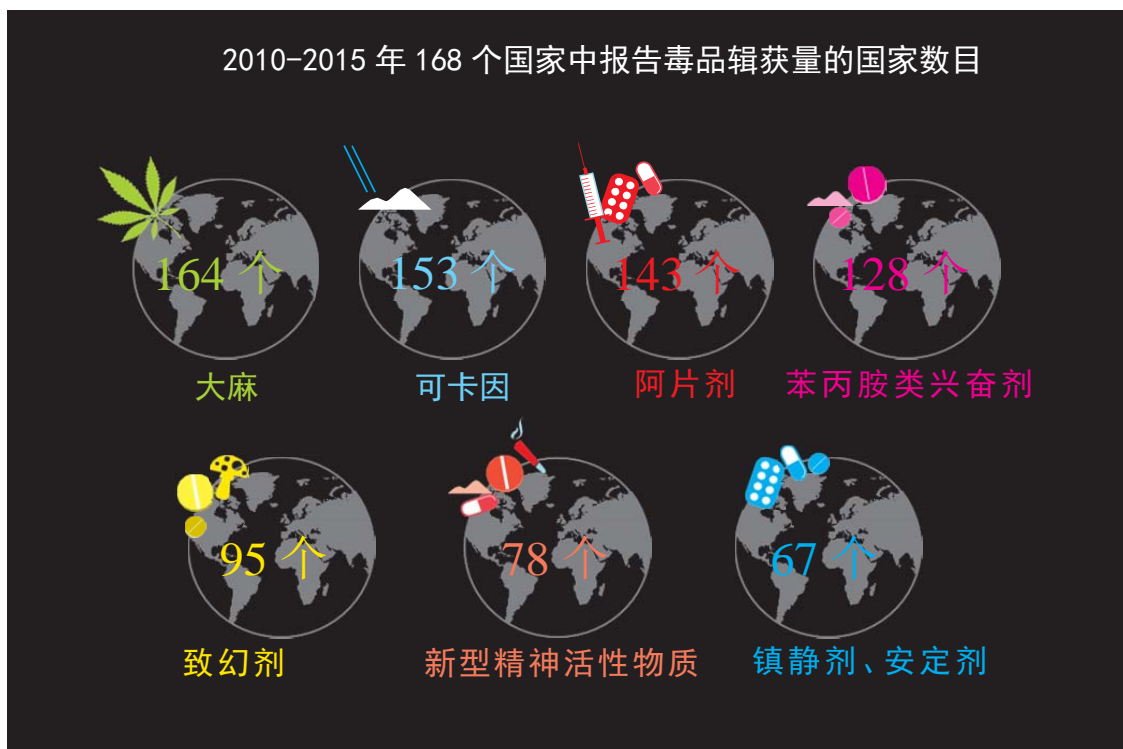 2010-2015 年 168 个国家中报告毒品辑获量的国家数目
164 个
153 个
143 个
128 个
大麻
可卡因
阿片剂
苯丙胺类兴奋剂
95 个
78 个
67 个
致幻剂
新型精神活性物质
镇静剂、安定剂